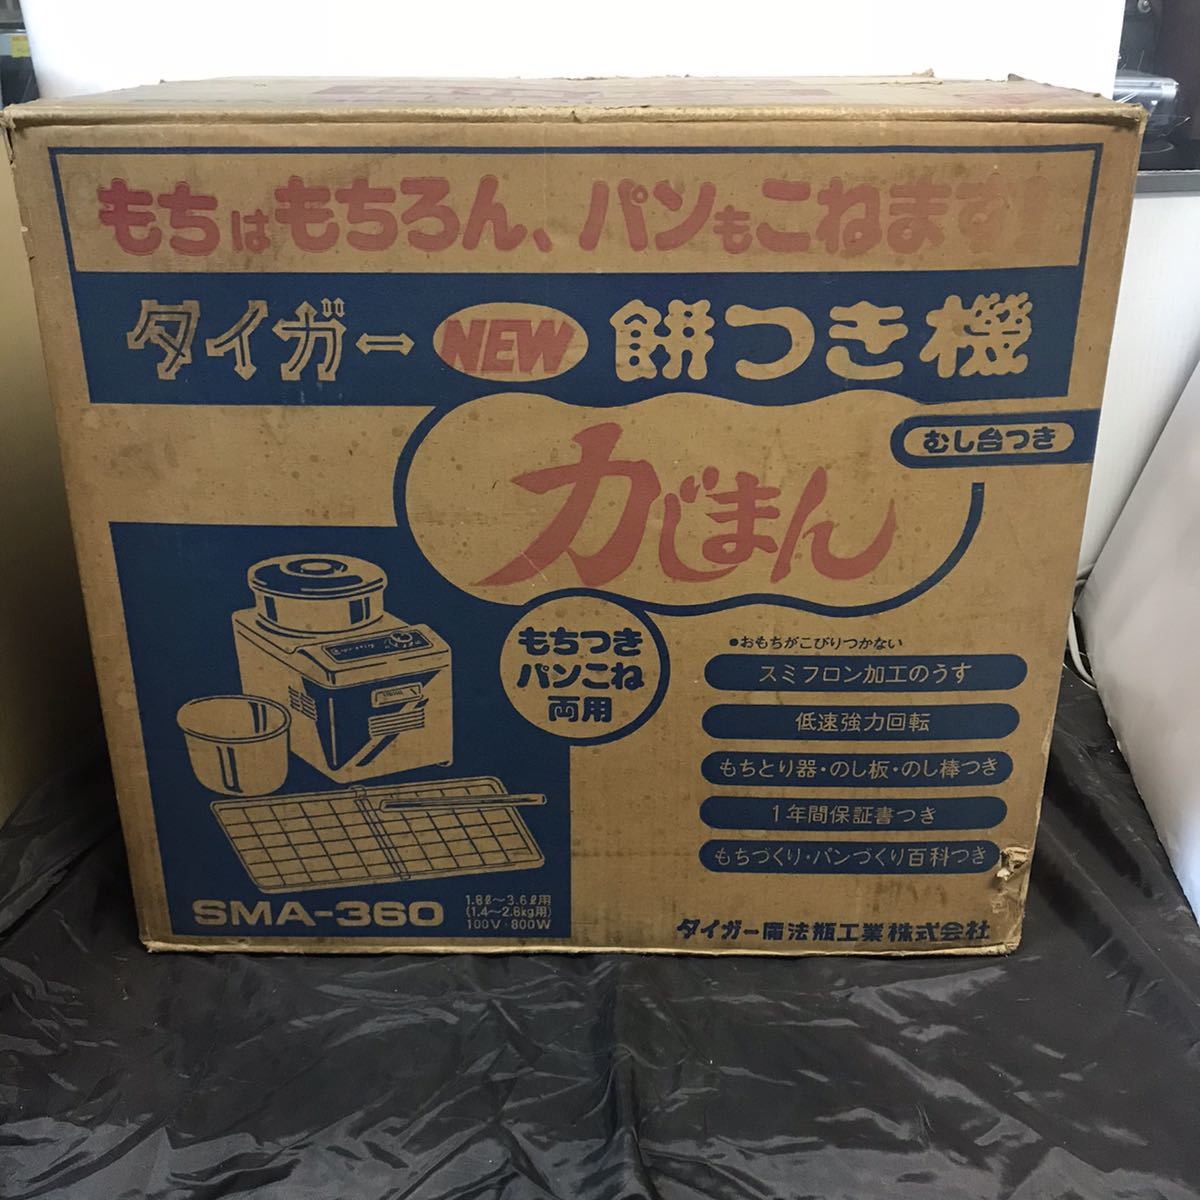 もちはもちろん、パンもこねます!
タイガー NEW 餅つき機
むし台つき
力じまん
もちつき
パンこね
両用
●おもちがこびりつかない
スミフロン加工のうす
低速強力回転
もちとり器・のし板・のし棒つき
1年間保証書つき
もちづくり・パンづくり百科つき
SMA-360
1.8ℓ～3.6ℓ用
(1.4～2.8kg用)
100V・800W
タイガー魔法瓶工業株式会社